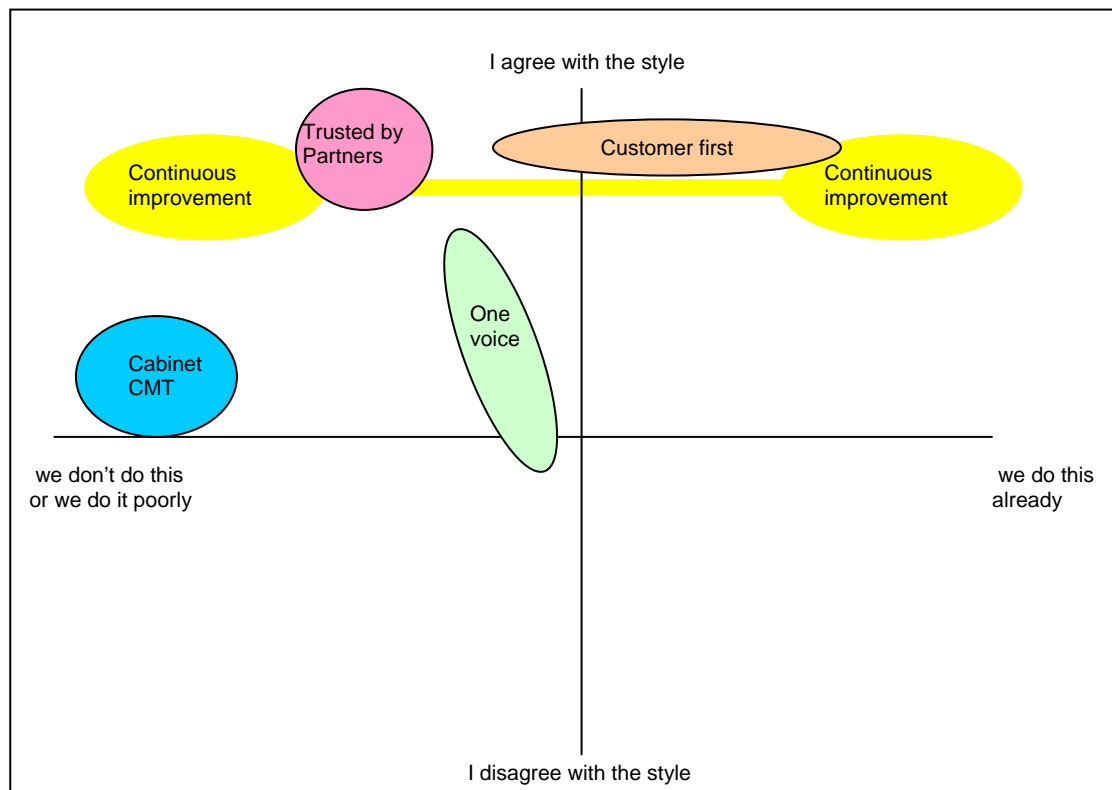 I agree with the style
Trusted by
Partners
Customer first
Continuous
improvement
Continuous
improvement
One
voice
Cabinet
CMT
we don’t do this
or we do it poorly
we do this
already
I disagree with the style